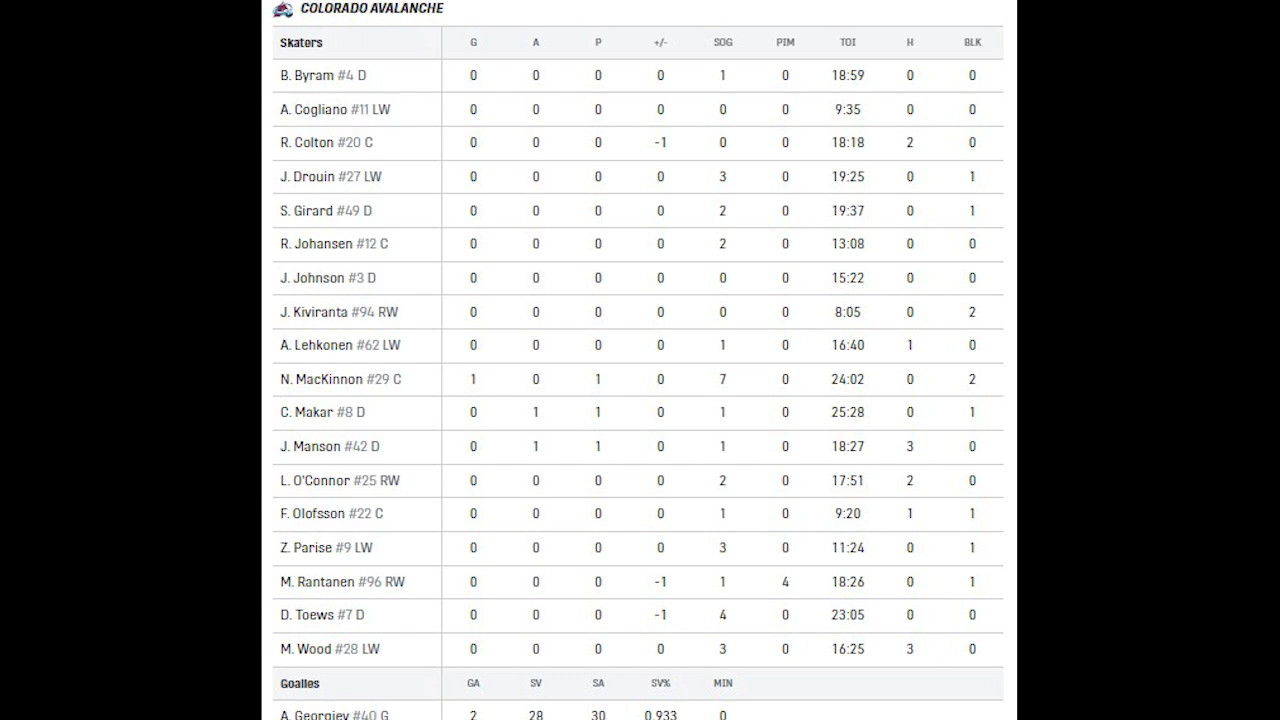 COLORADO AVALANCHE
Skaters G A P +/- SOG PIM TOI H BLK
B. Byram #4 D 0 0 0 0 1 0 18:59 0 0
A. Cogliano #11 LW 0 0 0 0 0 0 9:35 0 0
R. Colton #20 C 0 0 0 -1 0 0 18:18 2 0
J. Drouin #27 LW 0 0 0 0 3 0 19:25 0 1
S. Girard #49 D 0 0 0 0 2 0 19:37 0 1
R. Johansen #12 C 0 0 0 0 2 0 13:08 0 0
J. Johnson #3 D 0 0 0 0 0 0 15:22 0 0
J. Kiviranta #94 RW 0 0 0 0 0 0 8:05 0 2
A. Lehkonen #62 LW 0 0 0 0 1 0 16:40 1 0
N. MacKinnon #29 C 1 0 1 0 7 0 24:02 0 2
C. Makar #8 D 0 1 1 0 1 0 25:28 0 1
J. Manson #42 D 0 1 1 0 1 0 18:27 3 0
L. O'Connor #25 RW 0 0 0 0 2 0 17:51 2 0
F. Olofsson #22 C 0 0 0 0 1 0 9:20 1 1
Z. Parise #9 LW 0 0 0 0 3 0 11:24 0 1
M. Rantanen #96 RW 0 0 0 -1 1 4 18:26 0 1
D. Toews #7 D 0 0 0 -1 4 0 23:05 0 0
M. Wood #28 LW 0 0 0 0 3 0 16:25 3 0
Goalies GA SV SA SV% MIN
A. Georgiev #40 G 2 28 30 0.933 0